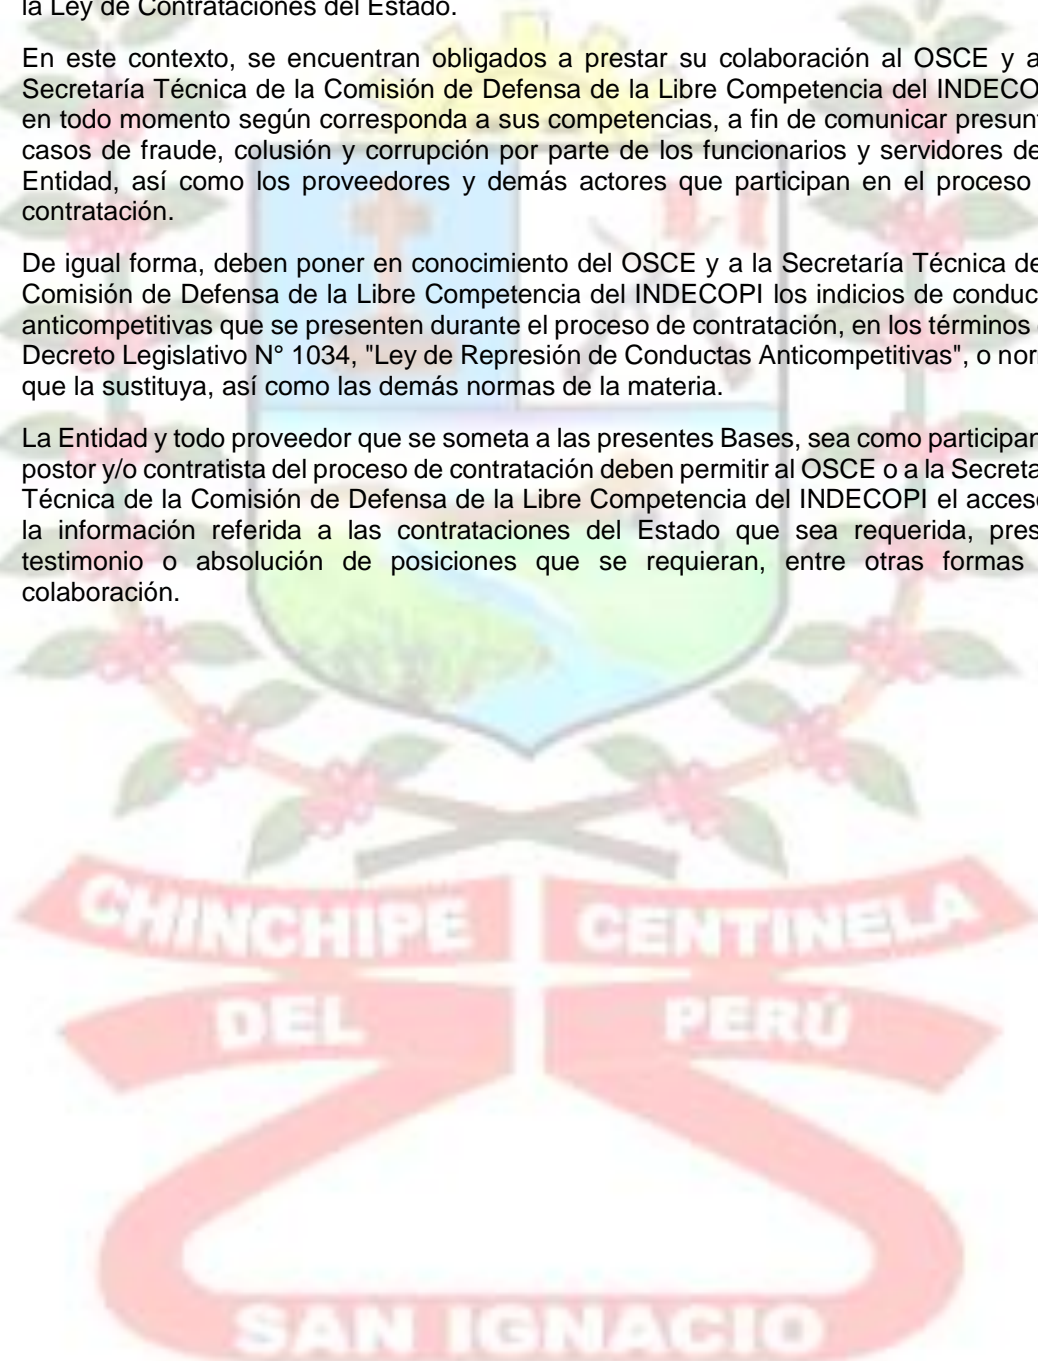 la Ley de Contrataciones del Estado.
En este contexto, se encuentran obligados a prestar su colaboración al OSCE y a
Secretaría Técnica de la Comisión de Defensa de la Libre Competencia del INDECO
en todo momento según corresponda a sus competencias, a fin de comunicar presun
casos de fraude, colusión y corrupción por parte de los funcionarios y servidores de
Entidad, así como los proveedores y demás actores que participan en el proceso
contratación.
De igual forma, deben poner en conocimiento del OSCE y a la Secretaría Técnica de
Comisión de Defensa de la Libre Competencia del INDECOPI los indicios de conduc
anticompetitivas que se presenten durante el proceso de contratación, en los términos
Decreto Legislativo N° 1034, "Ley de Represión de Conductas Anticompetitivas", o nor
que la sustituya, así como las demás normas de la materia.
La Entidad y todo proveedor que se someta a las presentes Bases, sea como participan
postor y/o contratista del proceso de contratación deben permitir al OSCE o a la Secreta
Técnica de la Comisión de Defensa de la Libre Competencia del INDECOPI el acceso
la información referida a las contrataciones del Estado que sea requerida, pres
testimonio o absolución de posiciones que se requieran, entre otras formas
colaboración.
CHINCHIPE CENTINELA
DEL PERÚ
SAN IGNACIO